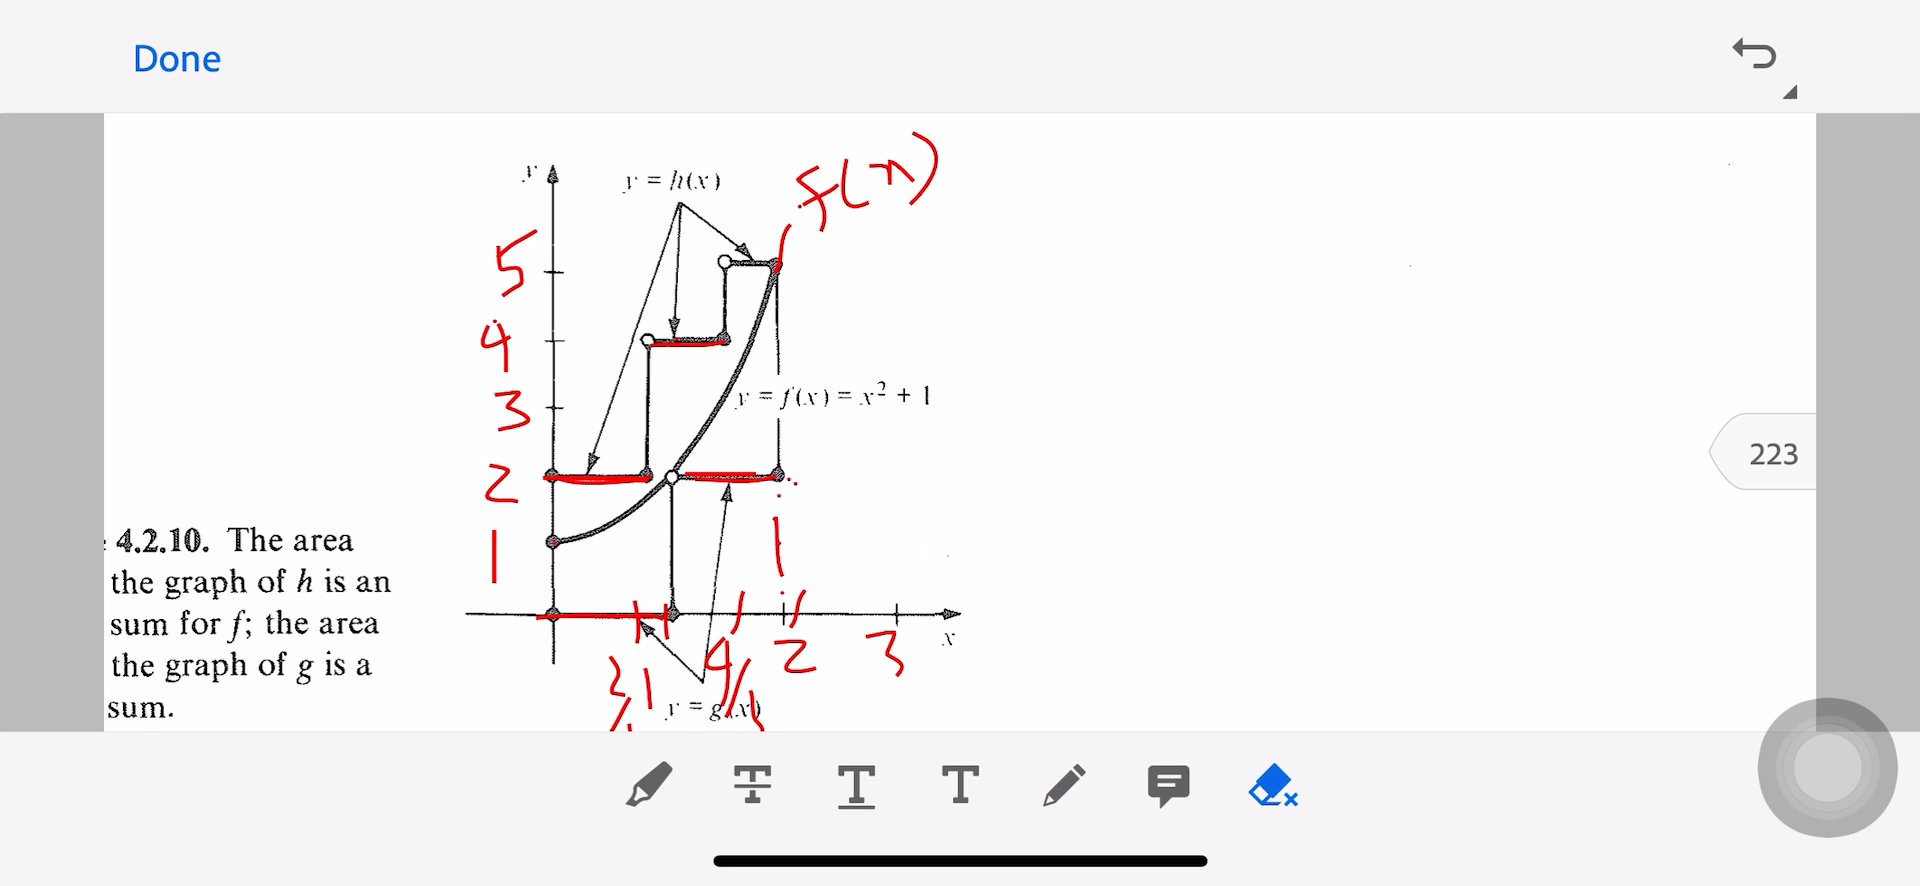 Done
y
y = h(x)
f(x)
5
4
3
2
1
y = f(x) = x² + 1
223
4.2.10. The area
the graph of h is an
sum for f; the area
the graph of g is a
sum.
1
4/
2
3
x
y = g(x)